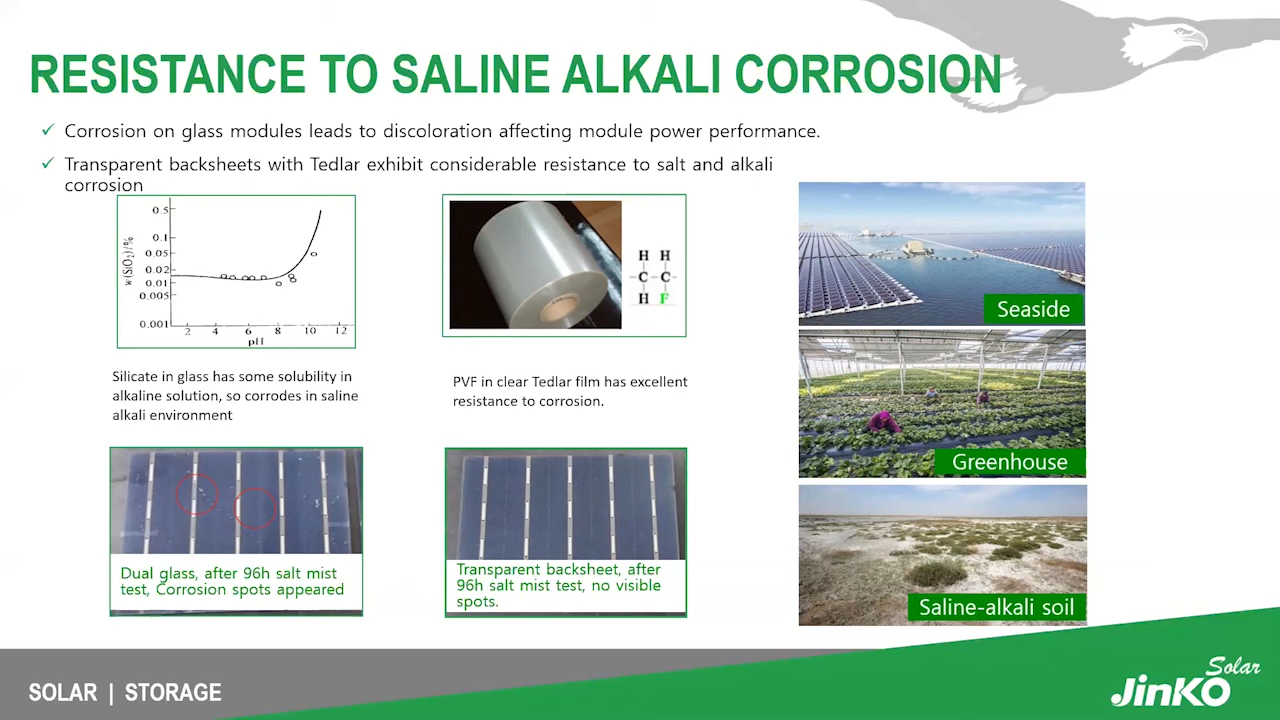 RESISTANCE TO SALINE ALKALI CORROSION
✓ Corrosion on glass modules leads to discoloration affecting module power performance.
✓ Transparent backsheets with Tedlar exhibit considerable resistance to salt and alkali
corrosion
w(SiO₂)/%
0.5
0.1
0.05
0.02
0.01
0.005
0.001
2 4 6 8 10 12
pH
H H
C C
H F
Silicate in glass has some solubility in
alkaline solution, so corrodes in saline
alkali environment
PVF in clear Tedlar film has excellent
resistance to corrosion.
Dual glass, after 96h salt mist
test, Corrosion spots appeared
Transparent backsheet, after
96h salt mist test, no visible
spots.
Seaside
Greenhouse
Saline-alkali soil
SOLAR | STORAGE
Solar
JinKO